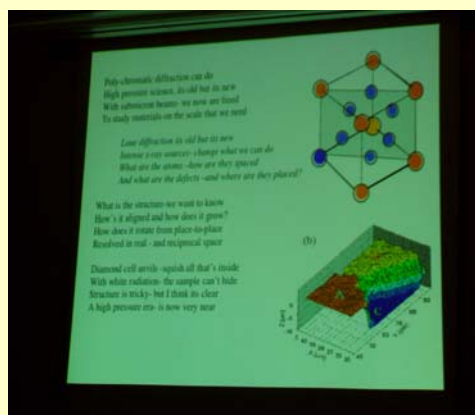 Poly-chromatic diffraction can do
High pressure science, its old but its new
With submicron beams- we now are fixed
To study materials-on the scale that we need
Laue diffraction its old but its new
Intense x-ray sources- change what we can do
What are the atoms -how are they spaced
And what are the defects -and where are they placed?
What is the structure-we want to know
How's it aligned and how does it grow?
How does it rotate from place-to-place
Resolved in real - and reciprocal space
Diamond cell anvils -squish all that's inside
With white radiation- the sample can't hide
Structure is tricky- but I think its clear
A high pressure era- is now very near
(b)
A
C